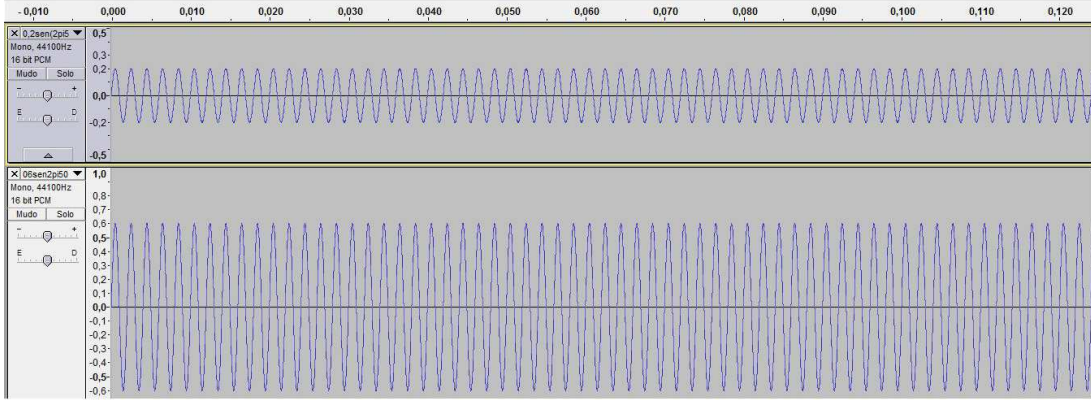 - 0,010 0,000 0,010 0,020 0,030 0,040 0,050 0,060 0,070 0,080 0,090 0,100 0,110 0,120
X 0,2sen(2pi5 ▼
Mono, 44100Hz
16 bit PCM
Mudo Solo
- +
E D
0,5
0,3
0,2
0,0
-0,2
-0,5
X 06sen2pi50 ▼
Mono, 44100Hz
16 bit PCM
Mudo Solo
- +
E D
1,0
0,8
0,7
0,6
0,5
0,4
0,3
0,2
0,1
0,0
-0,1
-0,2
-0,3
-0,4
-0,5
-0,6